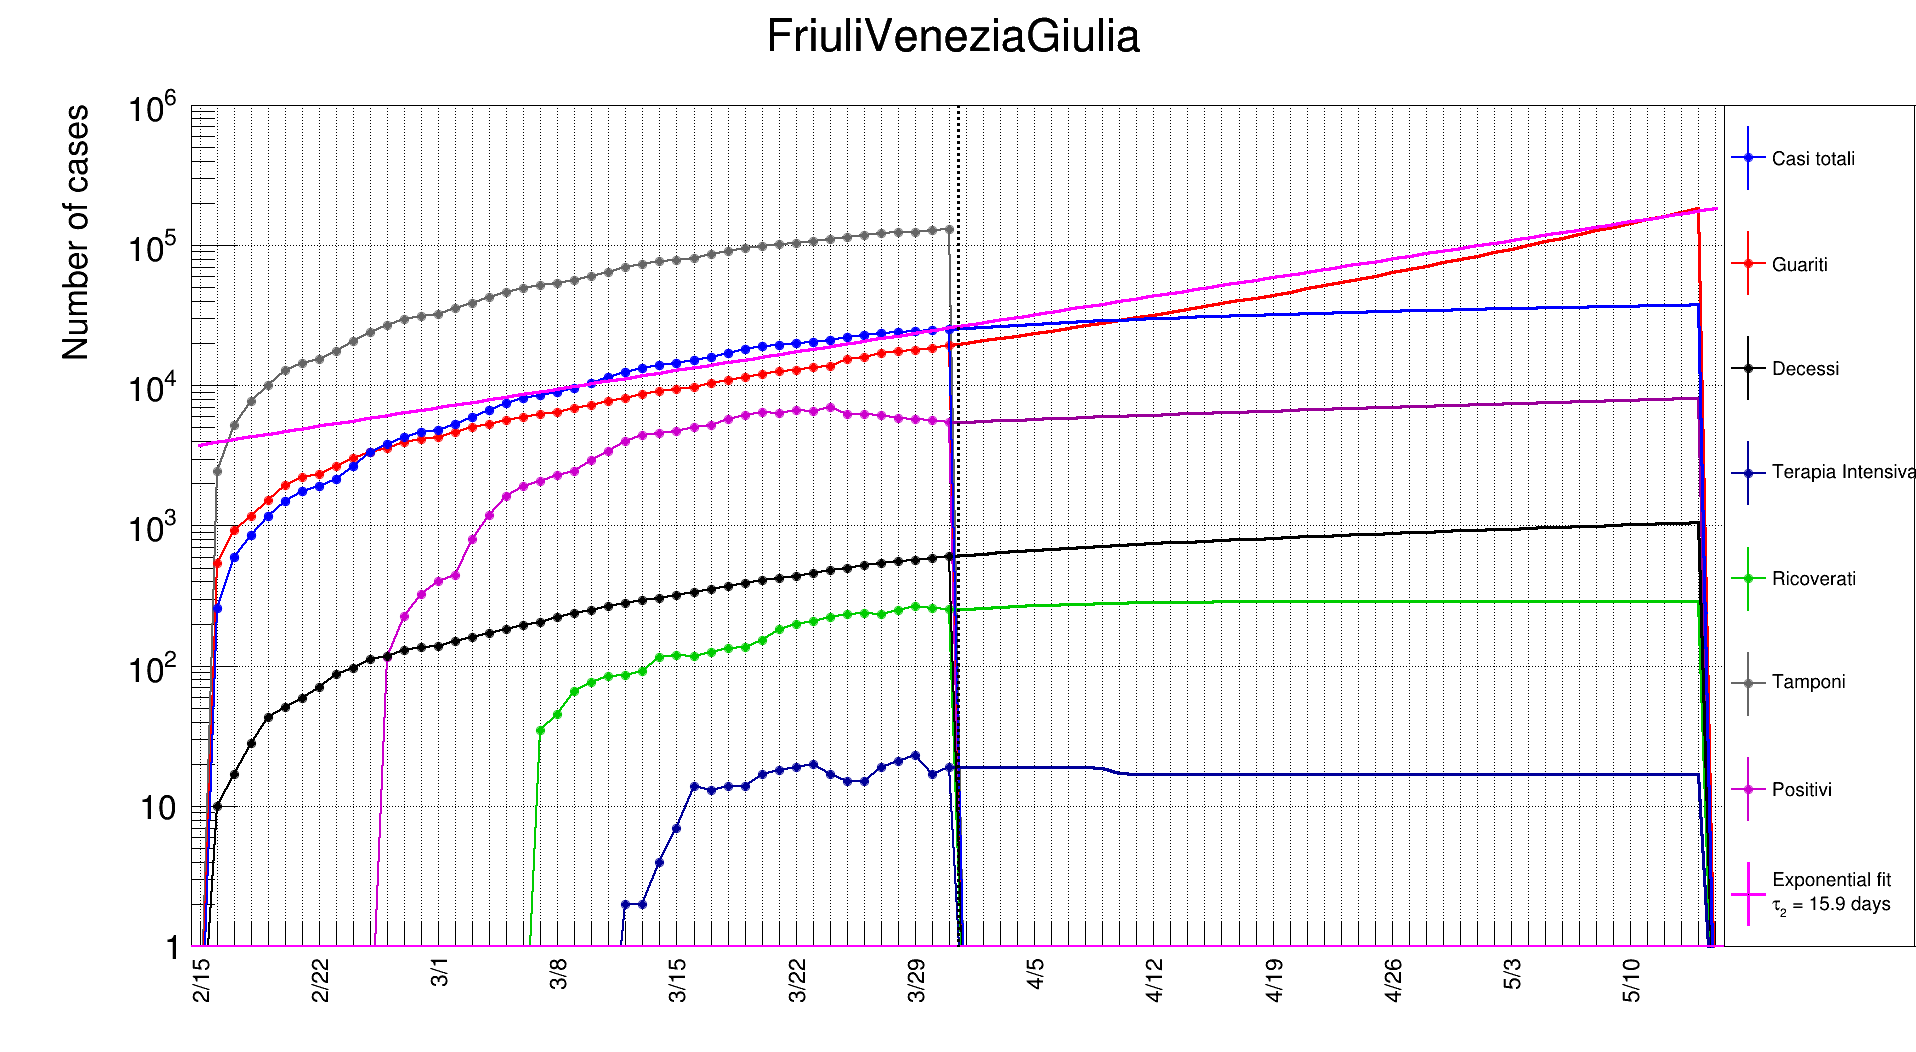 FriuliVeneziaGiulia
Number of cases
10^6
10^5
10^4
10^3
10^2
10
1
2/15
2/22
3/1
3/8
3/15
3/22
3/29
4/5
4/12
4/19
4/26
5/3
5/10
Casi totali
Guariti
Decessi
Terapia Intensiva
Ricoverati
Tamponi
Positivi
Exponential fit
τ_2 = 15.9 days